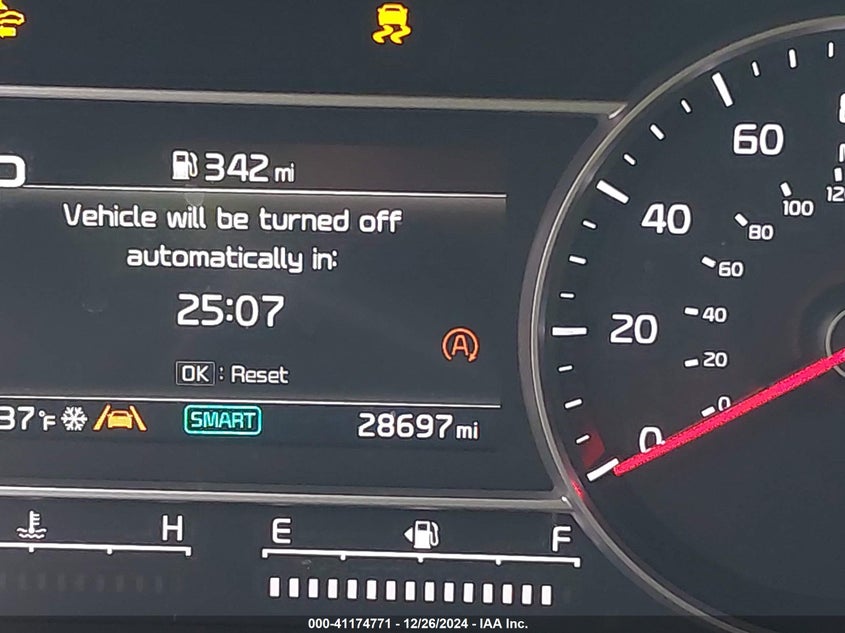 342 mi
Vehicle will be turned off
automatically in:
25:07
OK : Reset
37°F
SMART
28697 mi
H
E
F
60
40
20
0
100
80
60
40
20
0
A
000-41174771 - 12/26/2024 - IAA Inc.